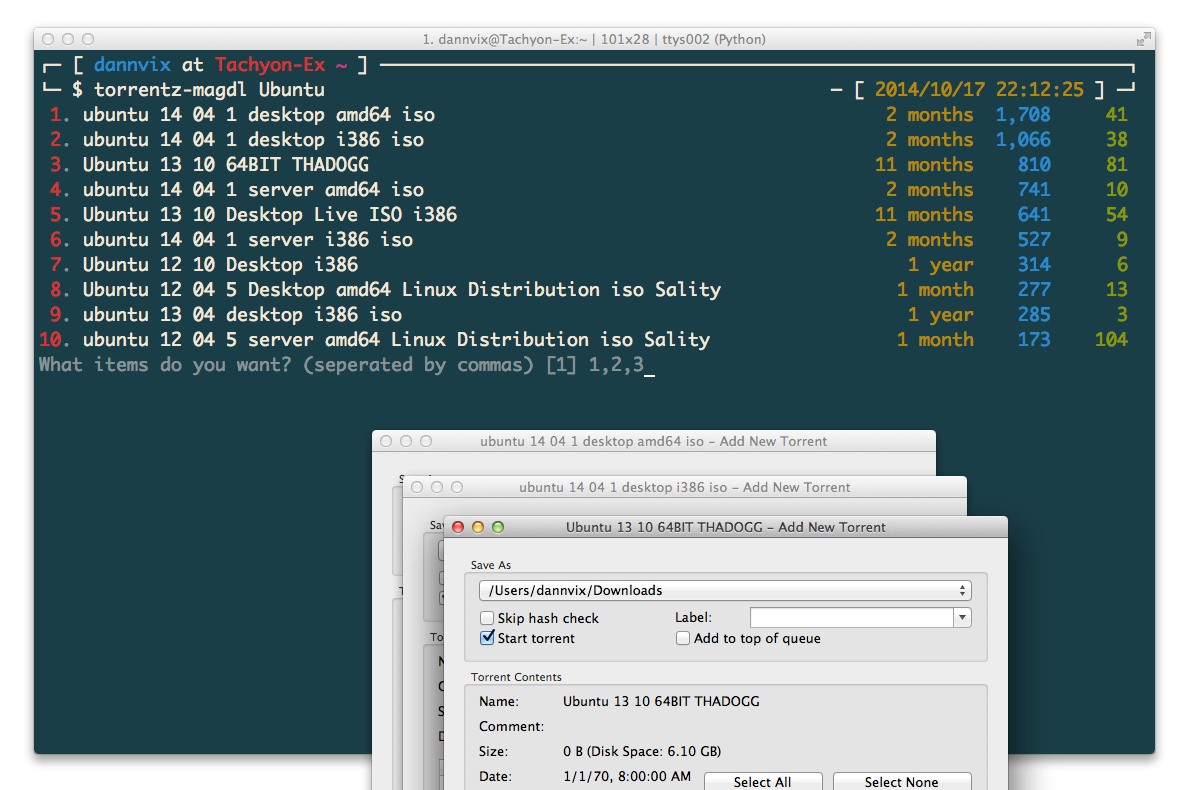 1. dannvix@Tachyon-Ex:~ | 101x28 | ttys002 (Python)
┌─ [ dannvix at Tachyon-Ex ~ ] ─┐
└─ $ torrentz-magdl Ubuntu ─ [ 2014/10/17 22:12:25 ] ─┘
1. ubuntu 14 04 1 desktop amd64 iso 2 months 1,708 41
2. ubuntu 14 04 1 desktop i386 iso 2 months 1,066 38
3. Ubuntu 13 10 64BIT THADOGG 11 months 810 81
4. ubuntu 14 04 1 server amd64 iso 2 months 741 10
5. Ubuntu 13 10 Desktop Live ISO i386 11 months 641 54
6. ubuntu 14 04 1 server i386 iso 2 months 527 9
7. Ubuntu 12 10 Desktop i386 1 year 314 6
8. Ubuntu 12 04 5 Desktop amd64 Linux Distribution iso Sality 1 month 277 13
9. ubuntu 13 04 desktop i386 iso 1 year 285 3
10. ubuntu 12 04 5 server amd64 Linux Distribution iso Sality 1 month 173 104
What items do you want? (seperated by commas) [1] 1,2,3_
ubuntu 14 04 1 desktop amd64 iso – Add New Torrent
ubuntu 14 04 1 desktop i386 iso – Add New Torrent
Ubuntu 13 10 64BIT THADOGG – Add New Torrent
Save As
/Users/dannvix/Downloads
Skip hash check Label:
Start torrent Add to top of queue
Torrent Contents
Name: Ubuntu 13 10 64BIT THADOGG
Comment:
Size: 0 B (Disk Space: 6.10 GB)
Date: 1/1/70, 8:00:00 AM Select All Select None